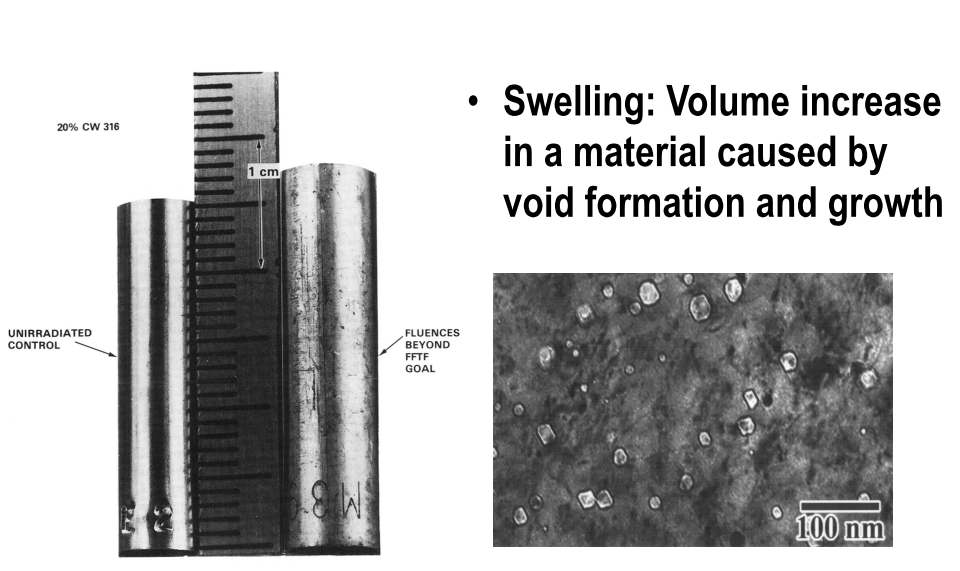 20% CW 316
1 cm
UNIRRADIATED
CONTROL
FLUENCES
BEYOND
FFTF
GOAL
• Swelling: Volume increase
in a material caused by
void formation and growth
100 nm